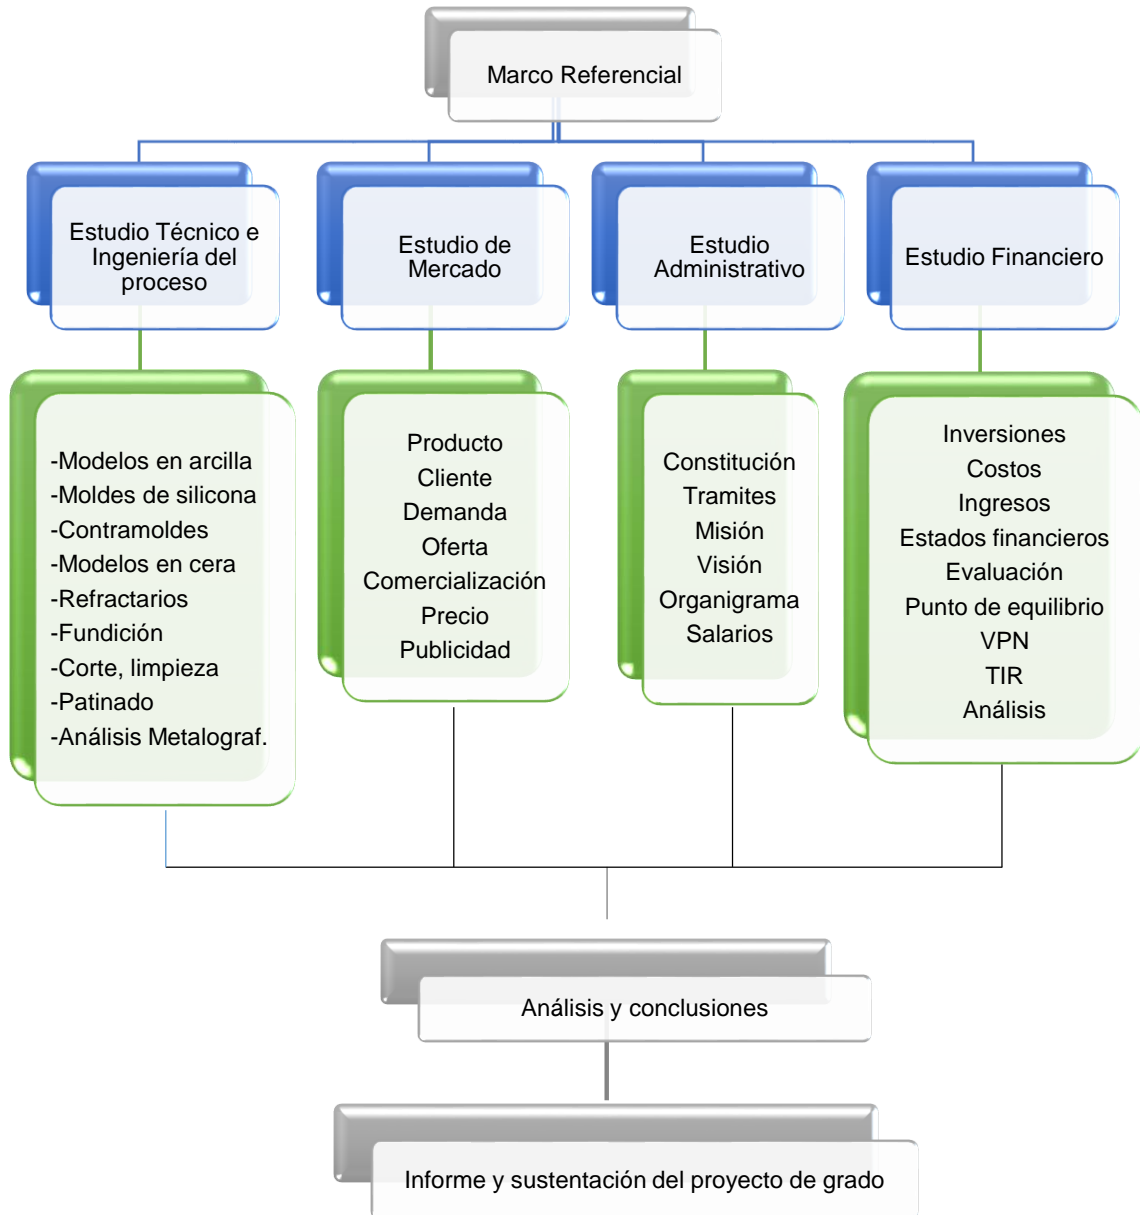 Marco Referencial
Estudio Técnico e
Ingeniería del
proceso
Estudio de
Mercado
Estudio
Administrativo
Estudio Financiero
-Modelos en arcilla
-Moldes de silicona
-Contramoldes
-Modelos en cera
-Refractarios
-Fundición
-Corte, limpieza
-Patinado
-Análisis Metalograf.
Producto
Cliente
Demanda
Oferta
Comercialización
Precio
Publicidad
Constitución
Tramites
Misión
Visión
Organigrama
Salarios
Inversiones
Costos
Ingresos
Estados financieros
Evaluación
Punto de equilibrio
VPN
TIR
Análisis
Análisis y conclusiones
Informe y sustentación del proyecto de grado